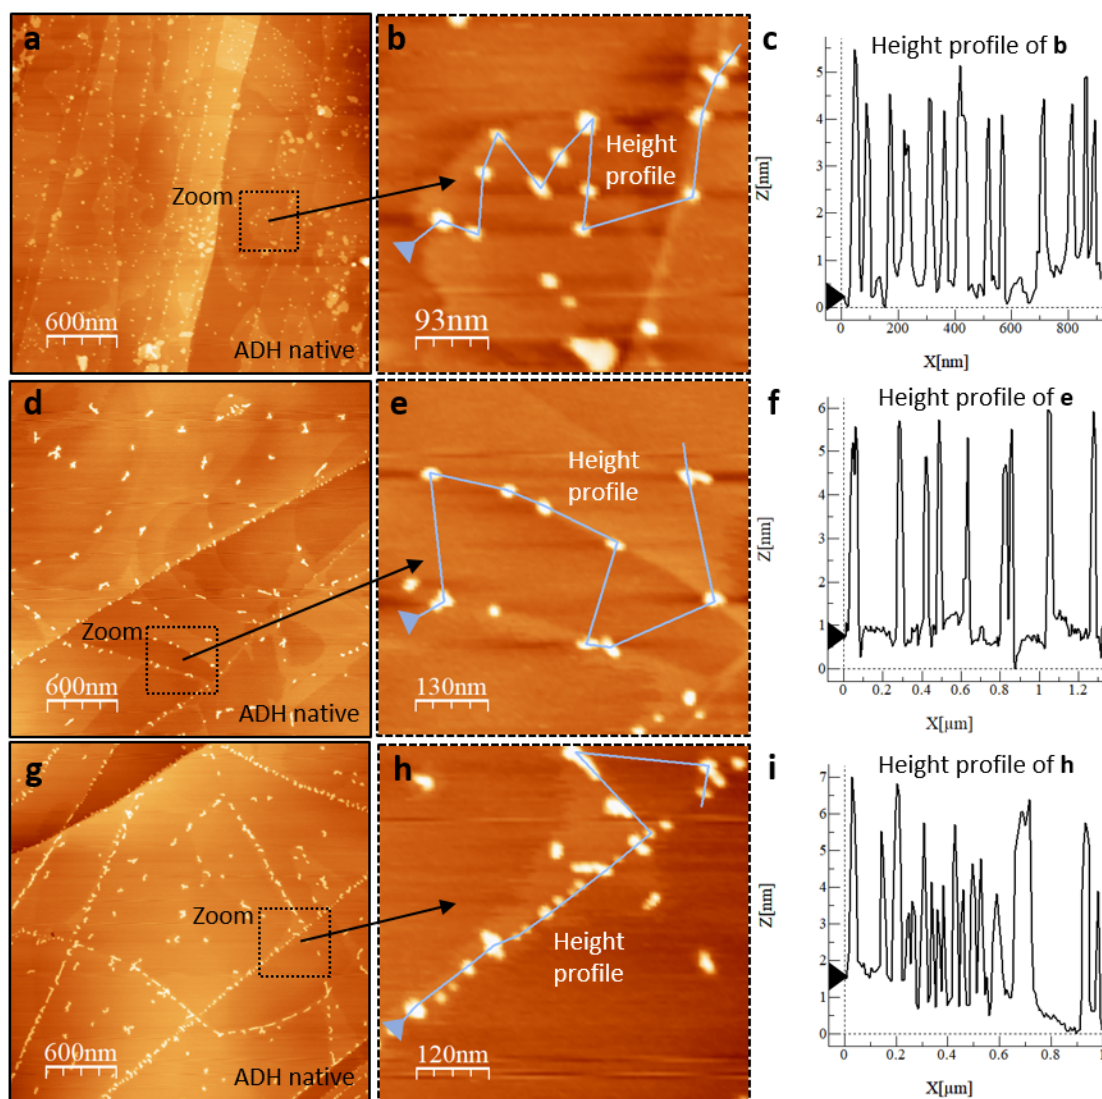 a
Zoom
600nm
ADH native
b
Height
profile
93nm
c
Height profile of b
Z[nm]
5
4
3
2
1
0
0
200
400
600
800
X[nm]
d
Zoom
600nm
ADH native
e
Height
profile
130nm
f
Height profile of e
Z[nm]
6
5
4
3
2
1
0
0
0.2
0.4
0.6
0.8
1
1.2
X[µm]
g
Zoom
600nm
ADH native
h
Height
profile
120nm
i
Height profile of h
Z[nm]
7
6
5
4
3
2
1
0
0
0.2
0.4
0.6
0.8
1
X[µm]